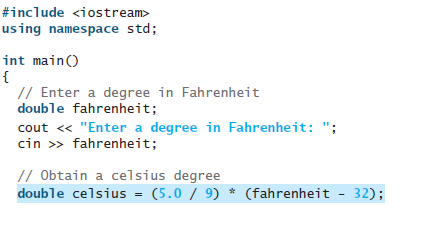 #include <iostream>
using namespace std;
int main()
{
// Enter a degree in Fahrenheit
double fahrenheit;
cout << "Enter a degree in Fahrenheit: ";
cin >> fahrenheit;
// Obtain a celsius degree
double celsius = (5.0 / 9) * (fahrenheit - 32);